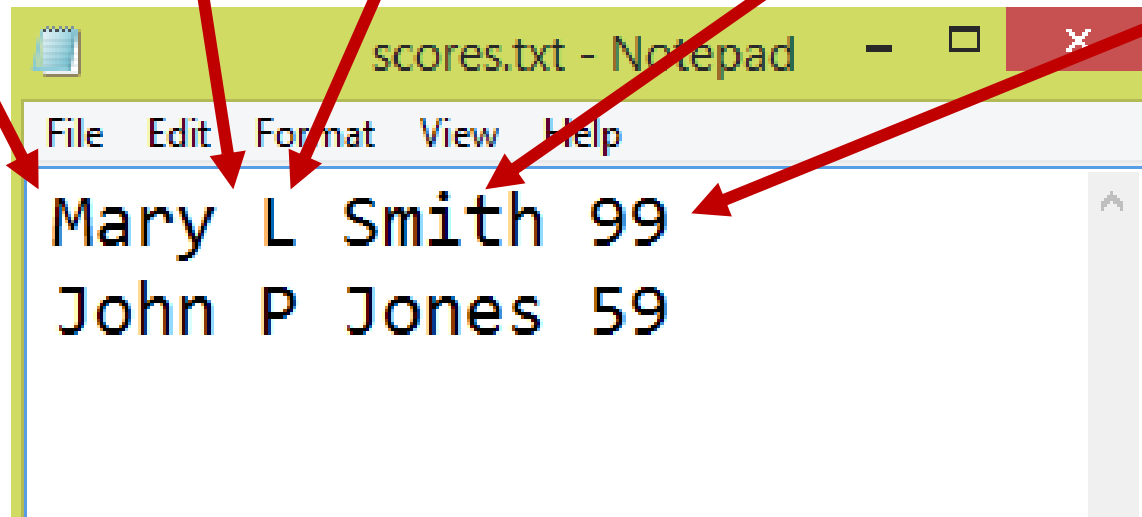 scores.txt - Notepad
File Edit Format View Help
Mary L Smith 99
John P Jones 59